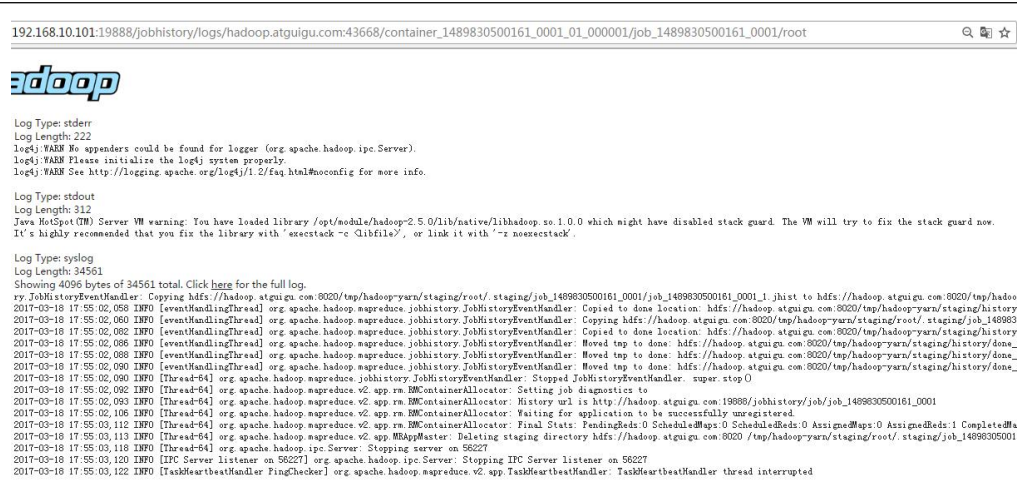 192.168.10.101:19888/jobhistory/logs/hadoop.atguigu.com:43668/container_1489830500161_0001_01_000001/job_1489830500161_0001/root
hadoop
Log Type: stderr
Log Length: 222
log4j:WARN No appenders could be found for logger (org.apache.hadoop.ipc.Server).
log4j:WARN Please initialize the log4j system properly.
log4j:WARN See http://logging.apache.org/log4j/1.2/faq.html#noconfig for more info.
Log Type: stdout
Log Length: 312
Java HotSpot(TM) Server VM warning: You have loaded library /opt/module/hadoop-2.5.0/lib/native/libhadoop.so.1.0.0 which might have disabled stack guard. The VM will try to fix the stack guard now.
It's highly recommended that you fix the library with 'execstack -c <libfile>', or link it with '-z noexecstack'.
Log Type: syslog
Log Length: 34561
Showing 4096 bytes of 34561 total. Click here for the full log.
ry.JobHistoryEventHandler: Copying hdfs://hadoop.atguigu.com:8020/tmp/hadoop-yarn/staging/root/.staging/job_1489830500161_0001/job_1489830500161_0001_1.jhist to hdfs://hadoop.atguigu.com:8020/tmp/hadoo
2017-03-18 17:55:02,058 INFO [eventHandlingThread] org.apache.hadoop.mapreduce.jobhistory.JobHistoryEventHandler: Copied to done location: hdfs://hadoop.atguigu.com:8020/tmp/hadoop-yarn/staging/history
2017-03-18 17:55:02,060 INFO [eventHandlingThread] org.apache.hadoop.mapreduce.jobhistory.JobHistoryEventHandler: Copying hdfs://hadoop.atguigu.com:8020/tmp/hadoop-yarn/staging/root/.staging/job_148983
2017-03-18 17:55:02,082 INFO [eventHandlingThread] org.apache.hadoop.mapreduce.jobhistory.JobHistoryEventHandler: Copied to done location: hdfs://hadoop.atguigu.com:8020/tmp/hadoop-yarn/staging/history
2017-03-18 17:55:02,086 INFO [eventHandlingThread] org.apache.hadoop.mapreduce.jobhistory.JobHistoryEventHandler: Moved tmp to done: hdfs://hadoop.atguigu.com:8020/tmp/hadoop-yarn/staging/history/done_
2017-03-18 17:55:02,088 INFO [eventHandlingThread] org.apache.hadoop.mapreduce.jobhistory.JobHistoryEventHandler: Moved tmp to done: hdfs://hadoop.atguigu.com:8020/tmp/hadoop-yarn/staging/history/done_
2017-03-18 17:55:02,090 INFO [eventHandlingThread] org.apache.hadoop.mapreduce.jobhistory.JobHistoryEventHandler: Moved tmp to done: hdfs://hadoop.atguigu.com:8020/tmp/hadoop-yarn/staging/history/done_
2017-03-18 17:55:02,090 INFO [Thread-64] org.apache.hadoop.mapreduce.jobhistory.JobHistoryEventHandler: Stopped JobHistoryEventHandler. super.stop()
2017-03-18 17:55:02,092 INFO [Thread-64] org.apache.hadoop.mapreduce.v2.app.rm.RMContainerAllocator: Setting job diagnostics to
2017-03-18 17:55:02,093 INFO [Thread-64] org.apache.hadoop.mapreduce.v2.app.rm.RMContainerAllocator: History url is http://hadoop.atguigu.com:19888/jobhistory/job/job_1489830500161_0001
2017-03-18 17:55:02,106 INFO [Thread-64] org.apache.hadoop.mapreduce.v2.app.rm.RMContainerAllocator: Waiting for application to be successfully unregistered.
2017-03-18 17:55:03,112 INFO [Thread-64] org.apache.hadoop.mapreduce.v2.app.rm.RMContainerAllocator: Final Stats: PendingReds:0 ScheduledMaps:0 ScheduledReds:0 AssignedMaps:0 AssignedReds:1 CompletedMa
2017-03-18 17:55:03,113 INFO [Thread-64] org.apache.hadoop.mapreduce.v2.app.MRAppMaster: Deleting staging directory hdfs://hadoop.atguigu.com:8020 /tmp/hadoop-yarn/staging/root/.staging/job_1489830500​1
2017-03-18 17:55:03,118 INFO [Thread-64] org.apache.hadoop.ipc.Server: Stopping server on 56227
2017-03-18 17:55:03,120 INFO [IPC Server listener on 56227] org.apache.hadoop.ipc.Server: Stopping IPC Server listener on 56227
2017-03-18 17:55:03,122 INFO [TaskHeartbeatHandler PingChecker] org.apache.hadoop.mapreduce.v2.app.TaskHeartbeatHandler: TaskHeartbeatHandler thread interrupted